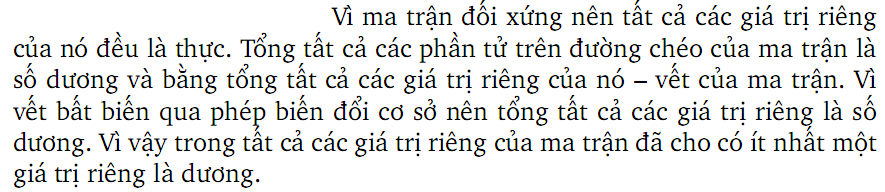 Vì ma trận đối xứng nên tất cả các giá trị riêng
của nó đều là thực. Tổng tất cả các phần tử trên đường chéo của ma trận là
số dương và bằng tổng tất cả các giá trị riêng của nó – vết của ma trận. Vì
vết bất biến qua phép biến đổi cơ sở nên tổng tất cả các giá trị riêng là số
dương. Vì vậy trong tất cả các giá trị riêng của ma trận đã cho có ít nhất một
giá trị riêng là dương.